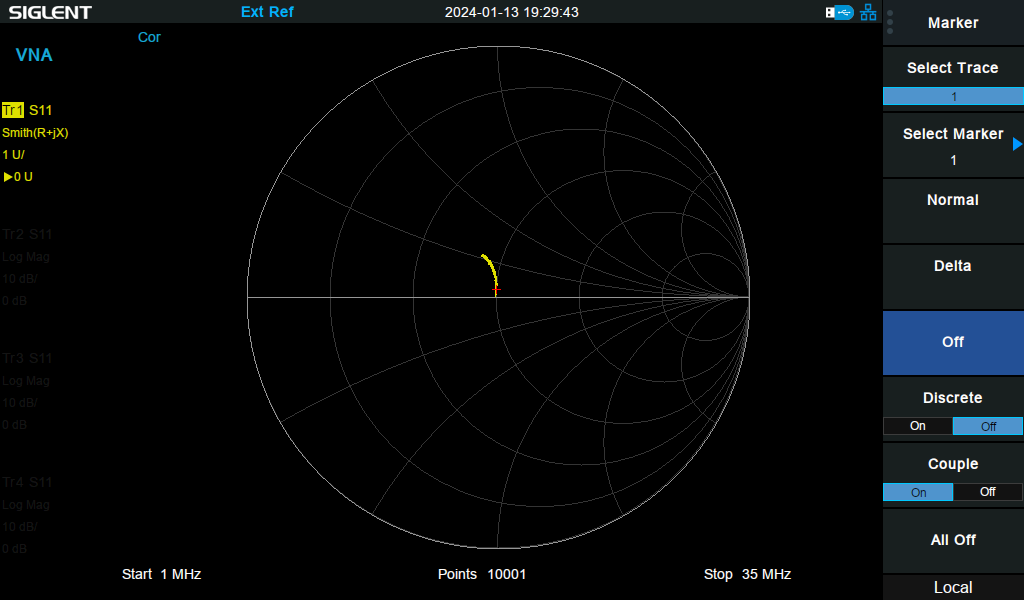 SIGLENT
Ext Ref
2024-01-13 19:29:43
VNA
Cor
Tr1 S11
Smith(R+jX)
1 U/
▶0 U
Tr2 S11
Log Mag
10 dB/
0 dB
Tr3 S11
Log Mag
10 dB/
0 dB
Tr4 S11
Log Mag
10 dB/
0 dB
Start 1 MHz
Points 10001
Stop 35 MHz
Marker
Select Trace
1
Select Marker
1
Normal
Delta
Off
Discrete
On Off
Couple
On Off
All Off
Local